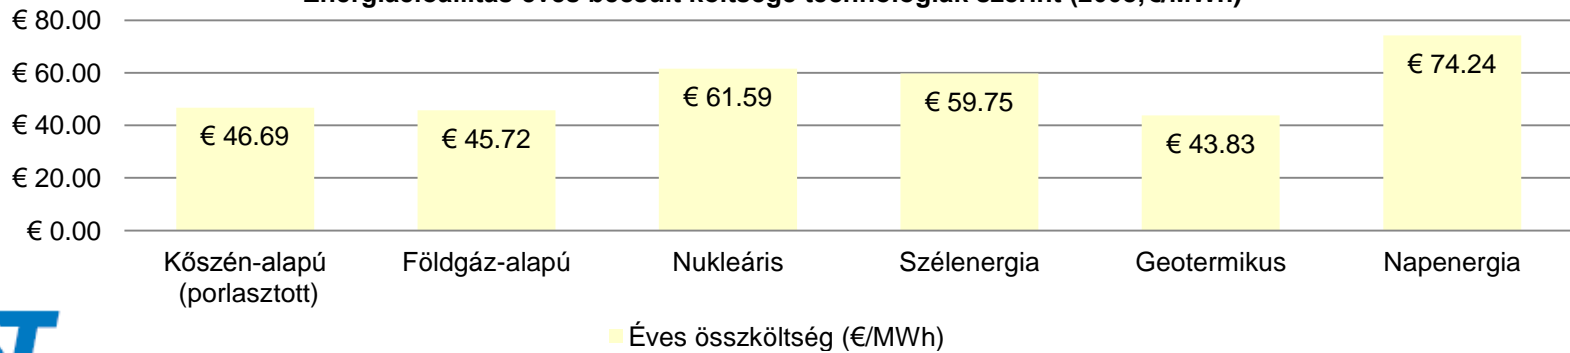 € 80.00
€ 60.00
€ 40.00
€ 20.00
€ 0.00
€ 46.69
€ 45.72
€ 61.59
€ 59.75
€ 43.83
€ 74.24
Kőszén-alapú
(porlasztott)
Földgáz-alapú
Nukleáris
Szélenergia
Geotermikus
Napenergia
Éves összköltség (€/MWh)